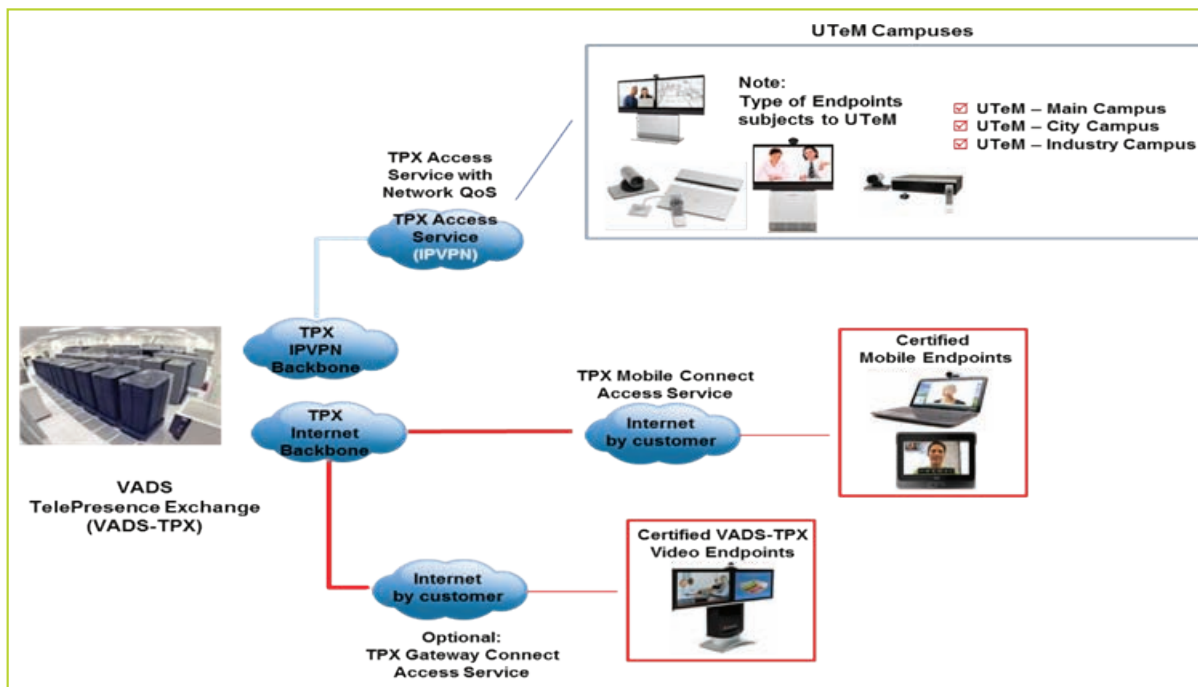 UTeM Campuses
Note:
Type of Endpoints
subjects to UTeM
UTeM – Main Campus
UTeM – City Campus
UTeM – Industry Campus
TPX Access
Service with
Network QoS
TPX Access
Service
(IPVPN)
TPX
IPVPN
Backbone
TPX
Internet
Backbone
VADS
TelePresence Exchange
(VADS-TPX)
TPX Mobile Connect
Access Service
Internet
by customer
Certified
Mobile Endpoints
Internet
by customer
Optional:
TPX Gateway Connect
Access Service
Certified VADS-TPX
Video Endpoints